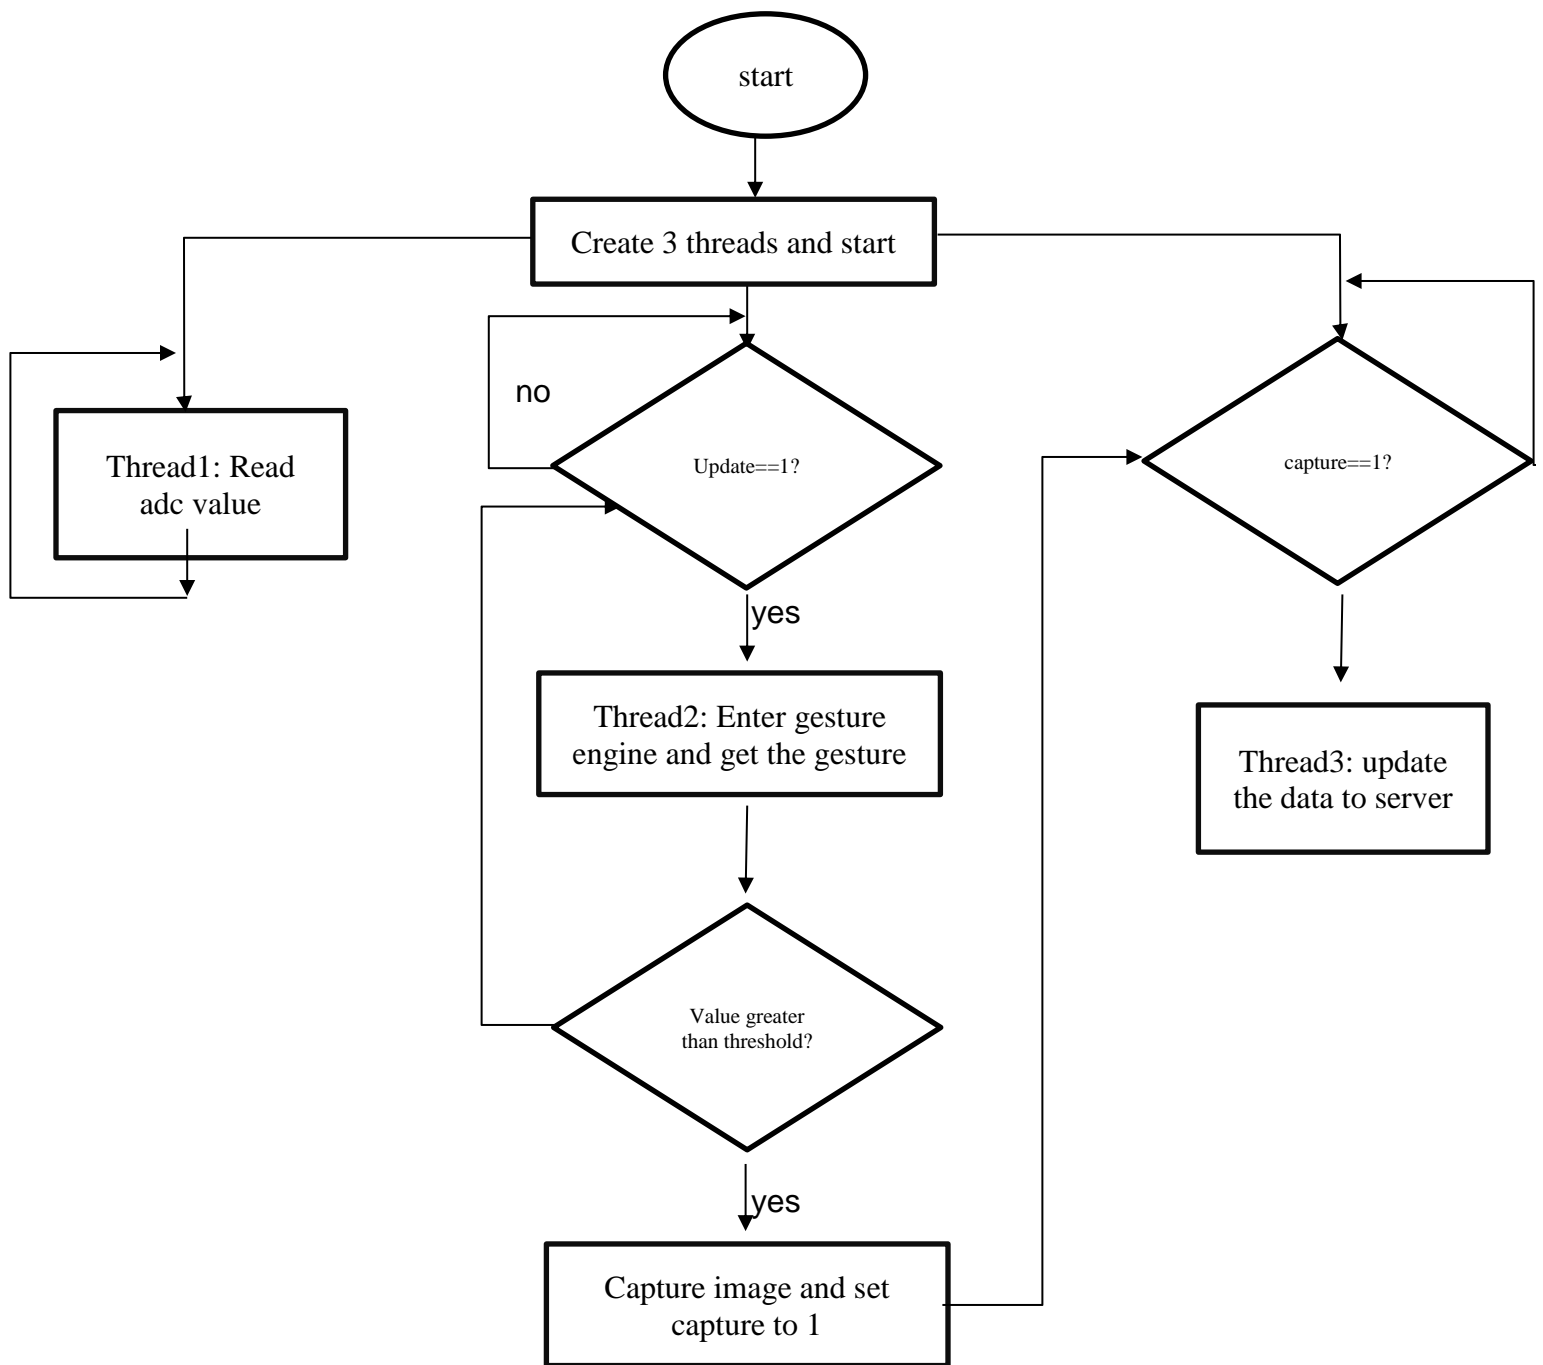 start
Create 3 threads and start
no
Thread1: Read
adc value
Update==1?
capture==1?
yes
Thread2: Enter gesture
engine and get the gesture
Thread3: update
the data to server
Value greater
than threshold?
yes
Capture image and set
capture to 1